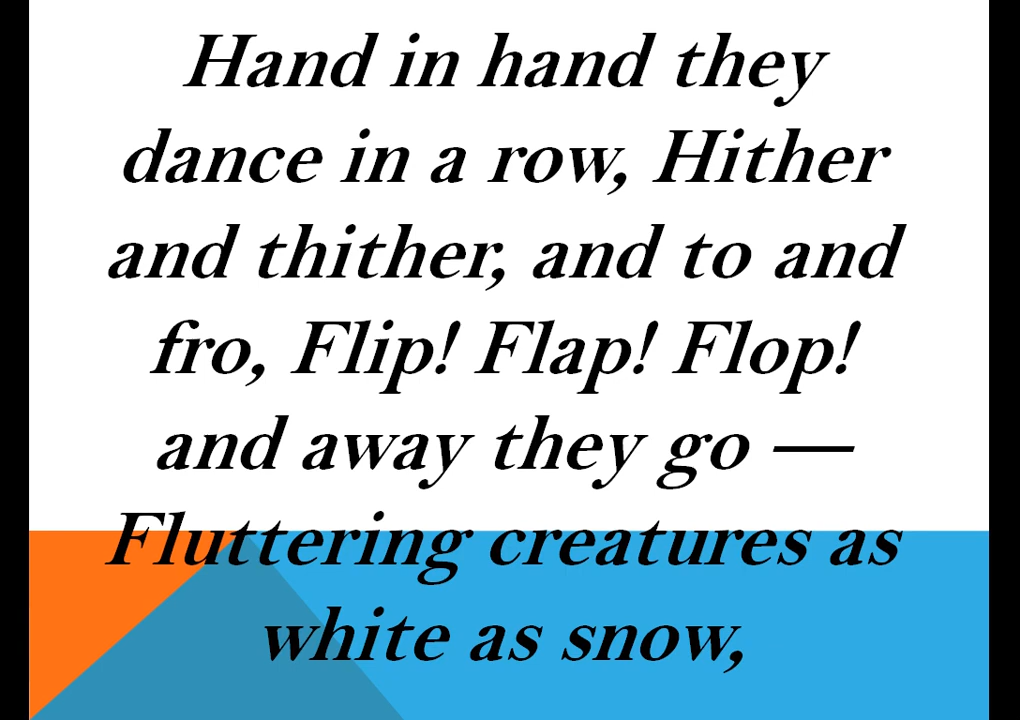 Hand in hand they
dance in a row, Hither
and thither, and to and
fro, Flip! Flap! Flop!
and away they go —
Fluttering creatures as
white as snow,